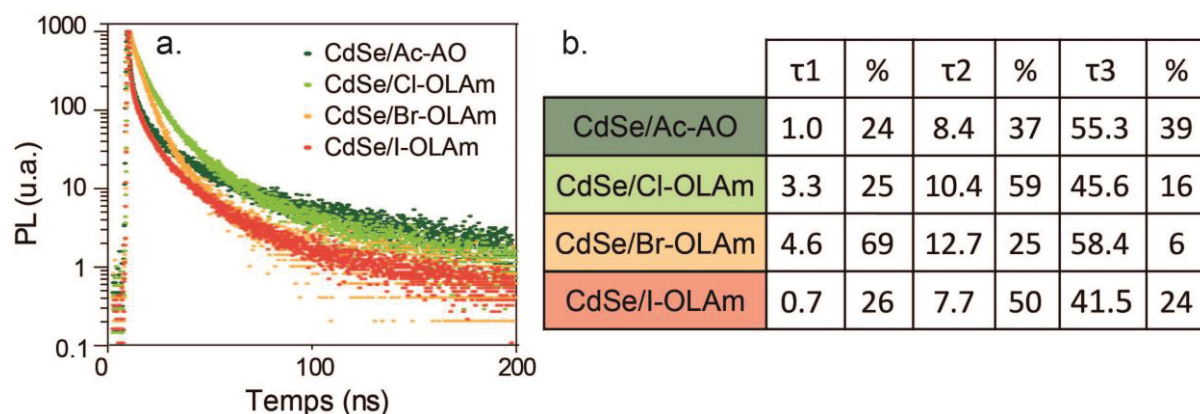 a.
CdSe/Ac-AO
CdSe/Cl-OLAm
CdSe/Br-OLAm
CdSe/I-OLAm
PL (u.a.)
1000
100
10
1
0.1
100
200
Temps (ns)
b.
τ1 % τ2 % τ3 %
CdSe/Ac-AO 1.0 24 8.4 37 55.3 39
CdSe/Cl-OLAm 3.3 25 10.4 59 45.6 16
CdSe/Br-OLAm 4.6 69 12.7 25 58.4 6
CdSe/I-OLAm 0.7 26 7.7 50 41.5 24